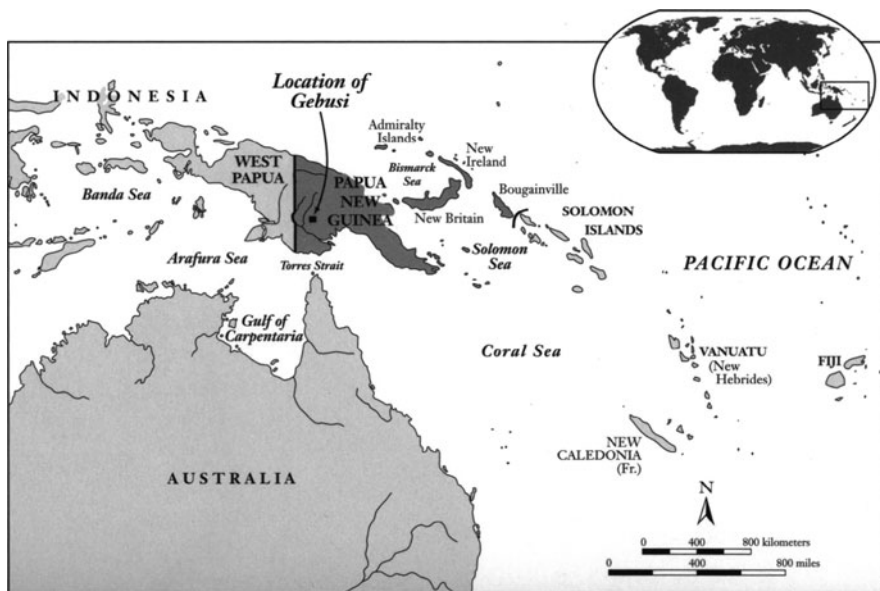 INDONESIA
Location of
Gebusi
Admiralty
Islands
New
Ireland
Bismarck
Sea
WEST
PAPUA
PAPUA
NEW
GUINEA
Banda Sea
New Britain
Bougainville
SOLOMON
ISLANDS
Solomon
Sea
Arafura Sea
Torres Strait
PACIFIC OCEAN
Gulf of
Carpentaria
Coral Sea
VANUATU
(New
Hebrides)
FIJI
NEW
CALEDONIA
(Fr.)
AUSTRALIA
N
0 400 800 kilometers
0 400 800 miles